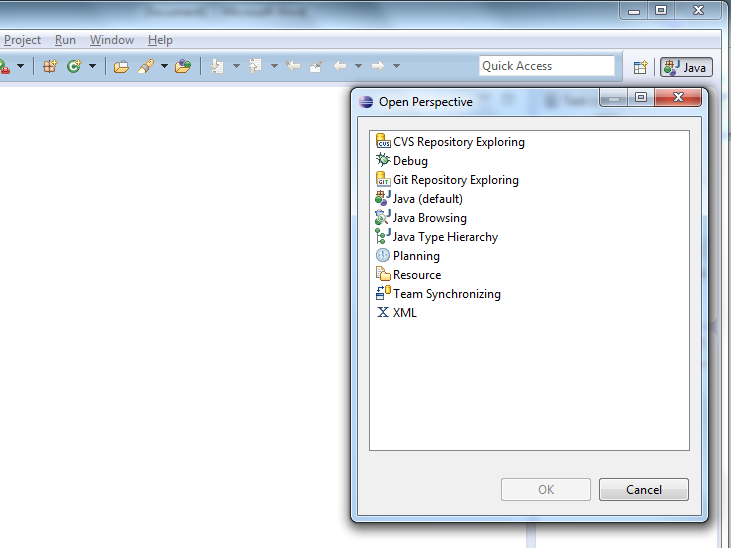 Project Run Window Help
Quick Access
Java
Open Perspective
CVS Repository Exploring
Debug
Git Repository Exploring
Java (default)
Java Browsing
Java Type Hierarchy
Planning
Resource
Team Synchronizing
XML
OK Cancel